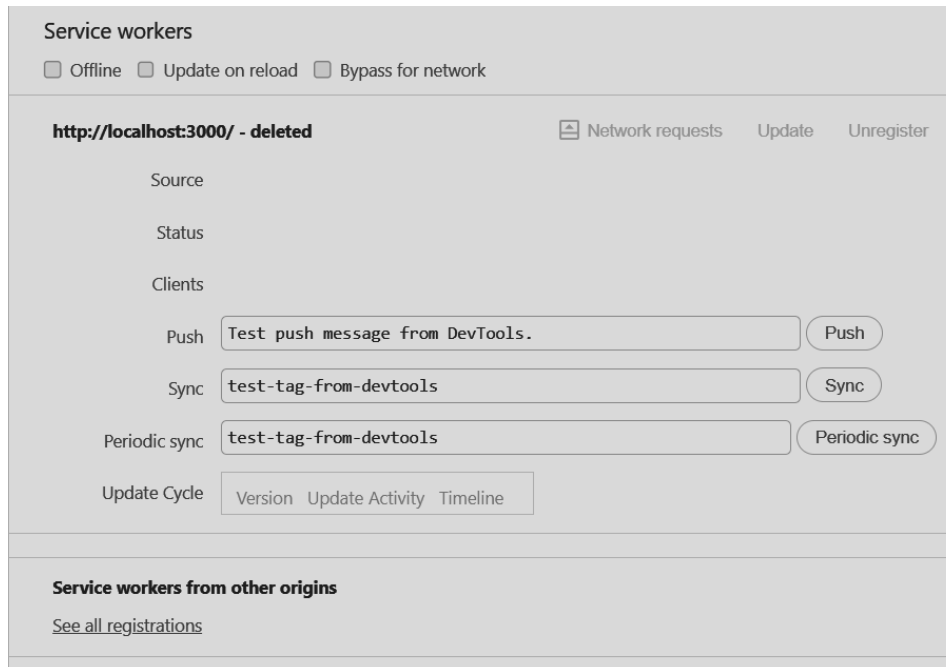 Service workers
Offline Update on reload Bypass for network
http://localhost:3000/ - deleted Network requests Update Unregister
Source
Status
Clients
Push Test push message from DevTools. Push
Sync test-tag-from-devtools Sync
Periodic sync test-tag-from-devtools Periodic sync
Update Cycle Version Update Activity Timeline
Service workers from other origins
See all registrations